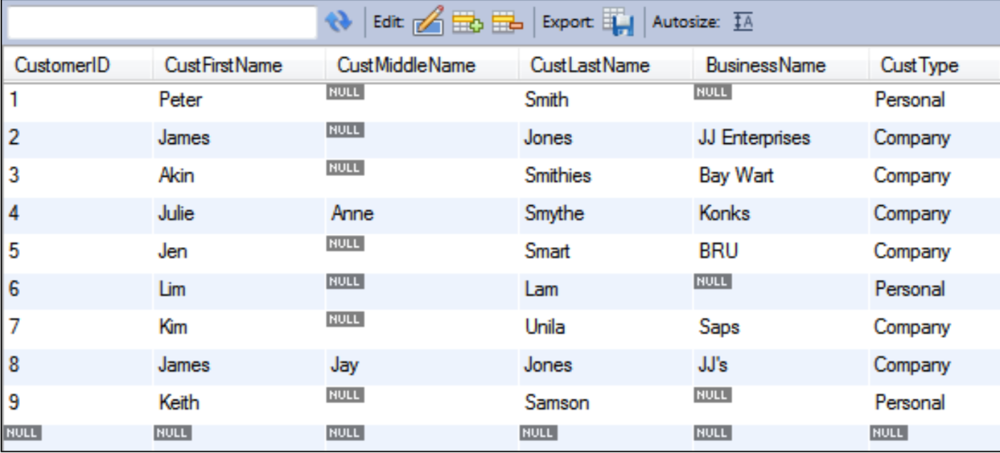 Edit: Export: Autosize: A
CustomerID CustFirstName CustMiddleName CustLastName BusinessName CustType
1 Peter NULL Smith NULL Personal
2 James NULL Jones JJ Enterprises Company
3 Akin NULL Smithies Bay Wart Company
4 Julie Anne Smythe Konks Company
5 Jen NULL Smart BRU Company
6 Lim NULL Lam NULL Personal
7 Kim NULL Unila Saps Company
8 James Jay Jones JJ's Company
9 Keith NULL Samson NULL Personal
NULL NULL NULL NULL NULL NULL